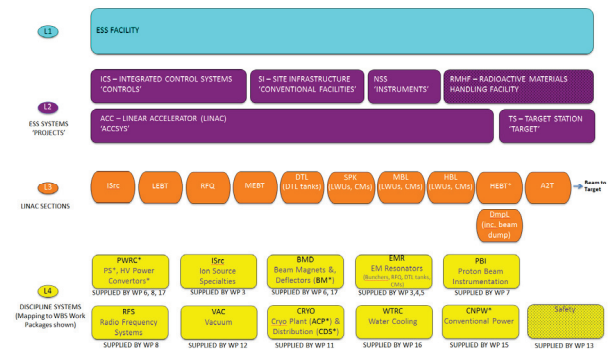 L1
ESS FACILITY
ICS – INTEGRATED CONTROL SYSTEMS
'CONTROLS'
SI – SITE INFRASTRUCTURE
'CONVENTIONAL FACILITIES'
NSS
'INSTRUMENTS'
RMHF – RADIOACTIVE MATERIALS
HANDLING FACILITY
L2
ESS SYSTEMS
'PROJECTS'
ACC – LINEAR ACCELERATOR (LINAC)
'ACCSYS'
TS – TARGET STATION
'TARGET'
L3
LINAC SECTIONS
ISrc
LEBT
RFQ
MEBT
DTL
(DTL tanks)
SPK
(LWUs, CMs)
MBL
(LWUs, CMs)
HBL
(LWUs, CMs)
HEBT*
A2T
Beam to
Target
DmpL
(inc. beam
dump)
L4
DISCIPLINE SYSTEMS
(Mapping to WBS Work
Packages shown)
PWRC*
PS*, HV Power
Convertors*
SUPPLIED BY WP 6, 8, 17
ISrc
Ion Source
Specialties
SUPPLIED BY WP 3
BMD
Beam Magnets &,
Deflectors (BM*)
SUPPLIED BY WP 6, 17
EMR
EM Resonators
(Bunchers, RFQ, DTL tanks,
CMs)
SUPPLIED BY WP 3,4,5
PBI
Proton Beam
Instrumentation
SUPPLIED BY WP 7
RFS
Radio Frequency
Systems
SUPPLIED BY WP 8
VAC
Vacuum
SUPPLIED BY WP 12
CRYO
Cryo Plant (ACP*) &
Distribution (CDS*)
SUPPLIED BY WP 11
WTRC
Water Cooling
SUPPLIED BY WP 16
CNPW*
Conventional Power
SUPPLIED BY WP 15
Safety
SUPPLIED BY WP 13